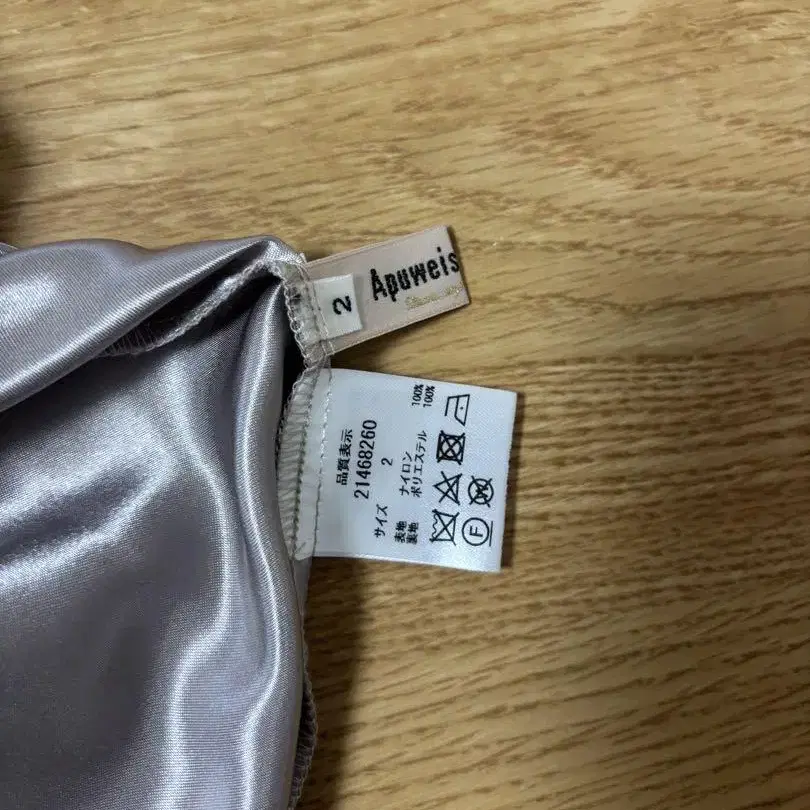 Apuweis
2
品質表示
21468260
サイズ 2
表地 ナイロン 100%
裏地 ポリエステル 100%
F